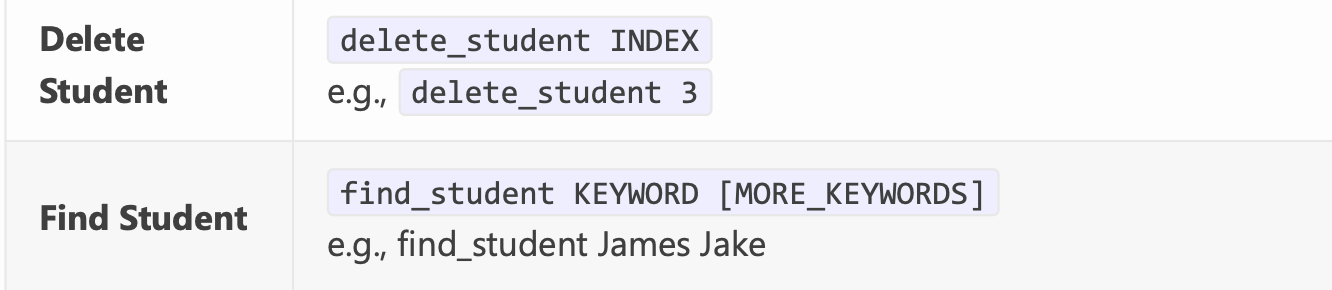 Delete
Student
delete_student INDEX
e.g., delete_student 3
Find Student
find_student KEYWORD [MORE_KEYWORDS]
e.g., find_student James Jake